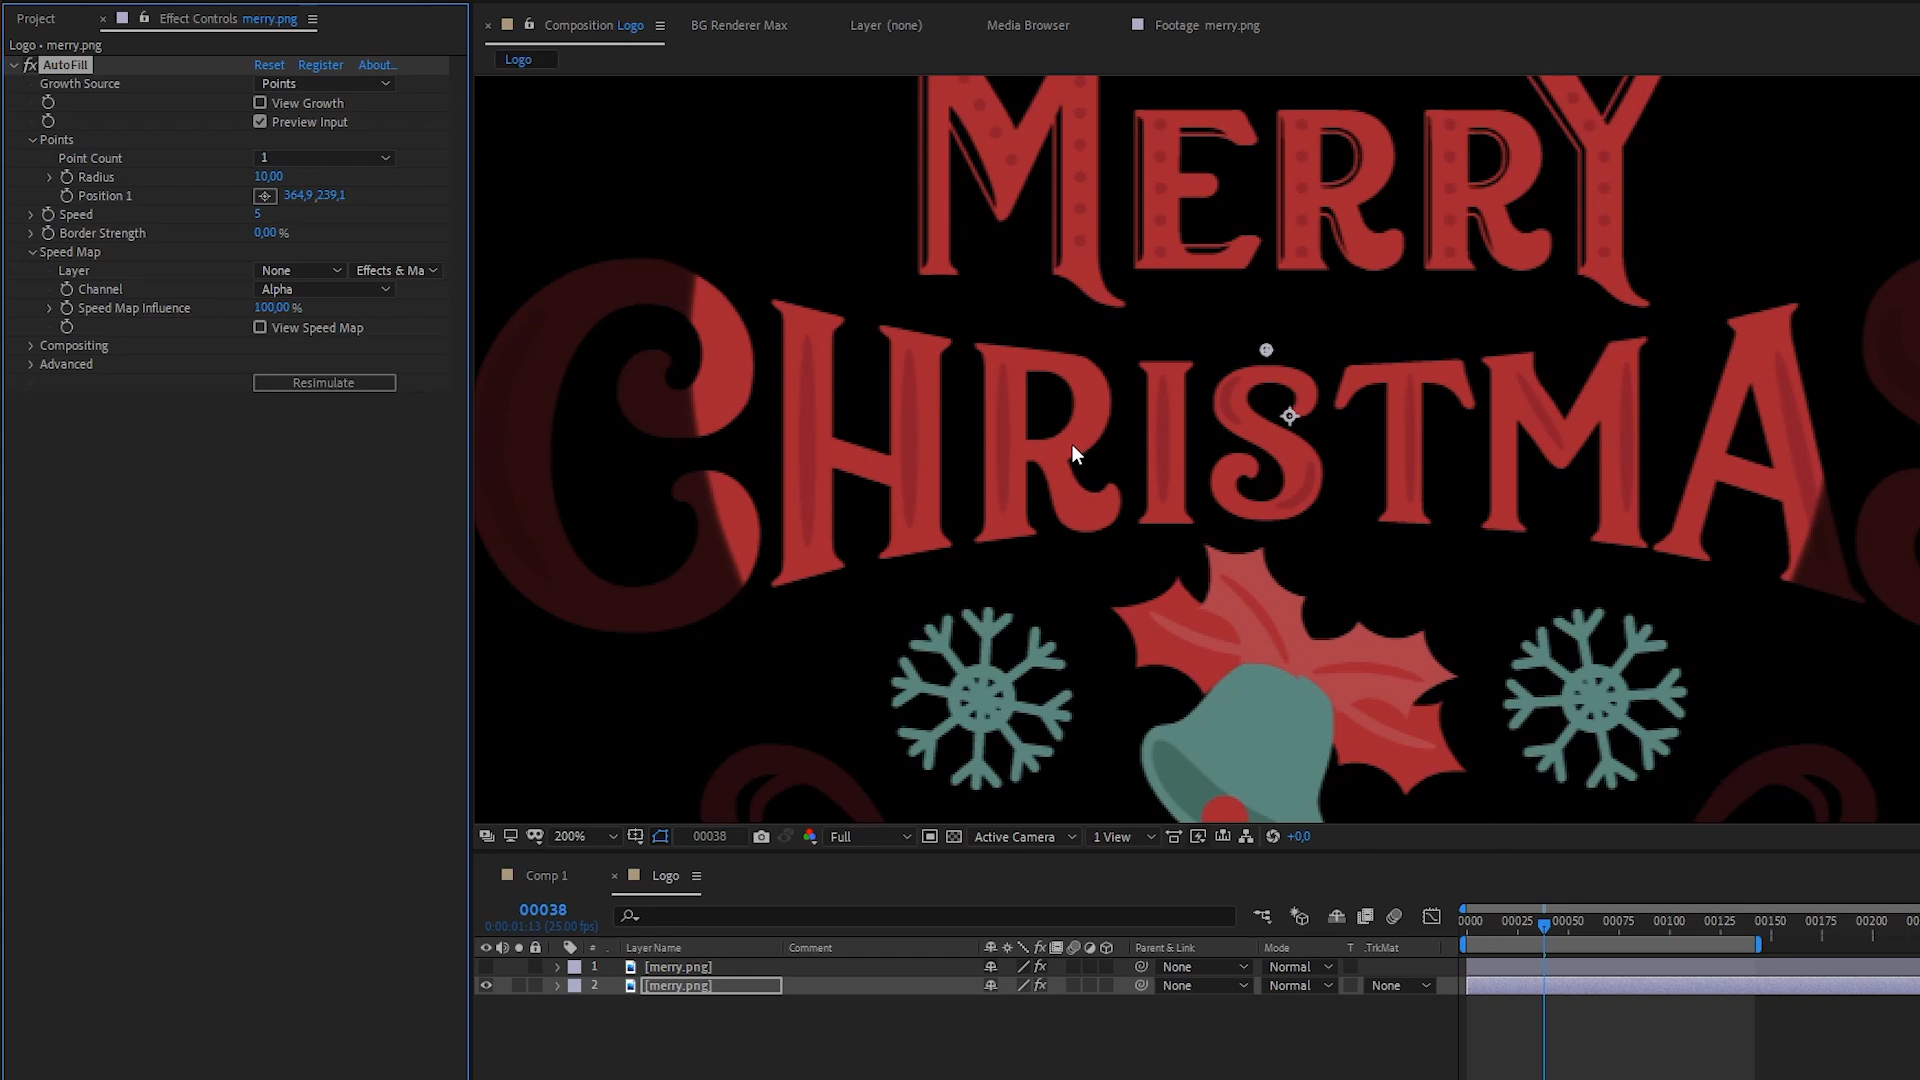 Project
Effect Controls merry.png
Composition Logo
BG Renderer Max
Layer (none)
Media Browser
Footage merry.png
Logo • merry.png
Logo
fx AutoFill
Reset
Register
About...
Growth Source
Points
View Growth
Preview Input
Points
Point Count
1
Radius
10,00
Position 1
364,9 ,239,1
Speed
5
Border Strength
0,00 %
Speed Map
Layer
None
Effects & Ma
Channel
Alpha
Speed Map Influence
100,00 %
View Speed Map
Compositing
Advanced
Resimulate
MERRY
CHRISTMAS
200%
00038
Full
Active Camera
1 View
+0,0
Comp 1
Logo
00038
0:00:01:13 (25.00 fps)
0000 00025 00050 00075 00100 00125 00150 00175 00200 00
# Layer Name
Comment
fx
Parent & Link
Mode
T .TrkMat
1 [merry.png]
fx
None
Normal
2 [merry.png]
fx
None
Normal
None